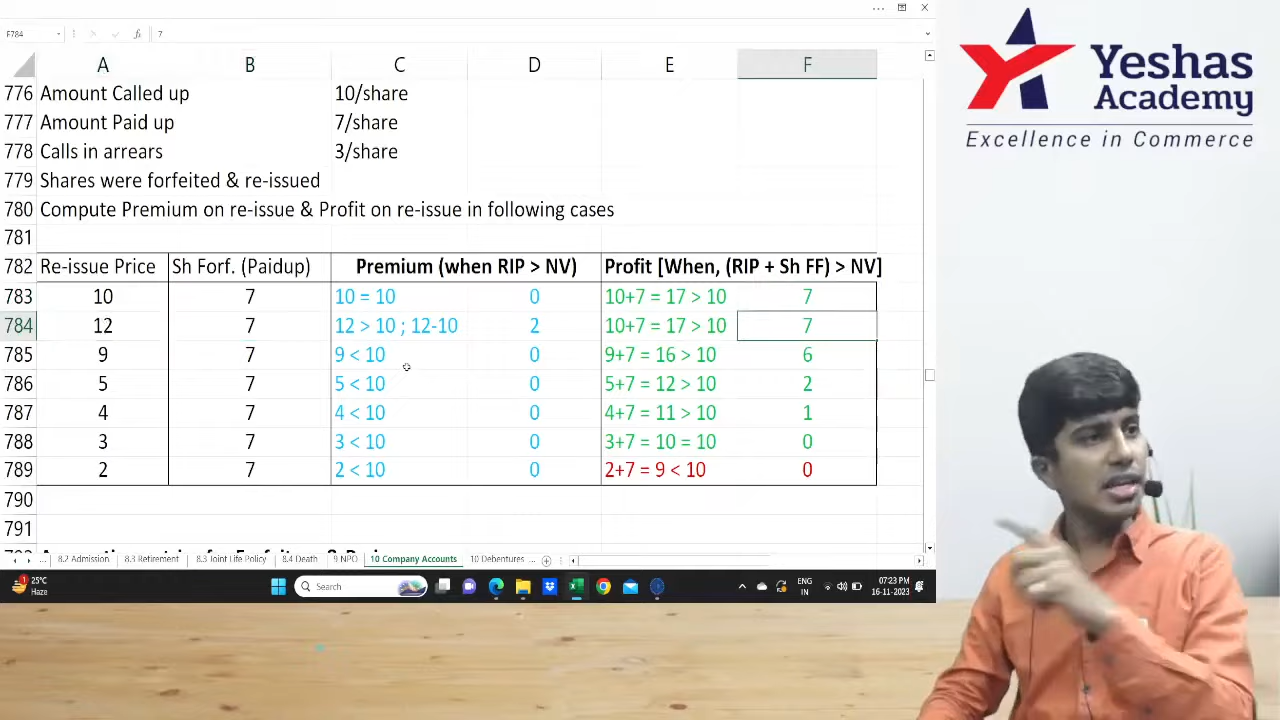 F784
fx
7
A B C D E F
776 Amount Called up 10/share
777 Amount Paid up 7/share
778 Calls in arrears 3/share
779 Shares were forfeited & re-issued
780 Compute Premium on re-issue & Profit on re-issue in following cases
781
782 Re-issue Price Sh Forf. (Paidup) Premium (when RIP > NV) Profit [When, (RIP + Sh FF) > NV]
783 10 7 10 = 10 0 10+7 = 17 > 10 7
784 12 7 12 > 10 ; 12-10 2 10+7 = 17 > 10 7
785 9 7 9 < 10 0 9+7 = 16 > 10 6
786 5 7 5 < 10 0 5+7 = 12 > 10 2
787 4 7 4 < 10 0 4+7 = 11 > 10 1
788 3 7 3 < 10 0 3+7 = 10 = 10 0
789 2 7 2 < 10 0 2+7 = 9 < 10 0
790
791
... 8.2 Admission 8.3 Retirement 8.3 Joint Life Policy 8.4 Death 9 NPO 10 Company Accounts 10 Debentures ...
1
25°C
Haze
Search
ENG
IN
07:23 PM
16-11-2023
Yeshas
Academy
Excellence in Commerce